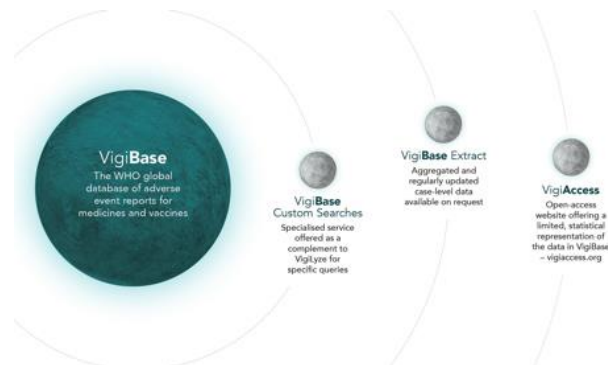 VigiBase
The WHO global
database of adverse
event reports for
medicines and vaccines
VigiBase
Custom Searches
Specialised service
offered as a
complement to
VigiLyze for
specific queries
VigiBase Extract
Aggregated and
regularly updated
case-level data
available on request
VigiAccess
Open-access
website offering a
limited, statistical
representation of
the data in VigiBase
– vigiaccess.org